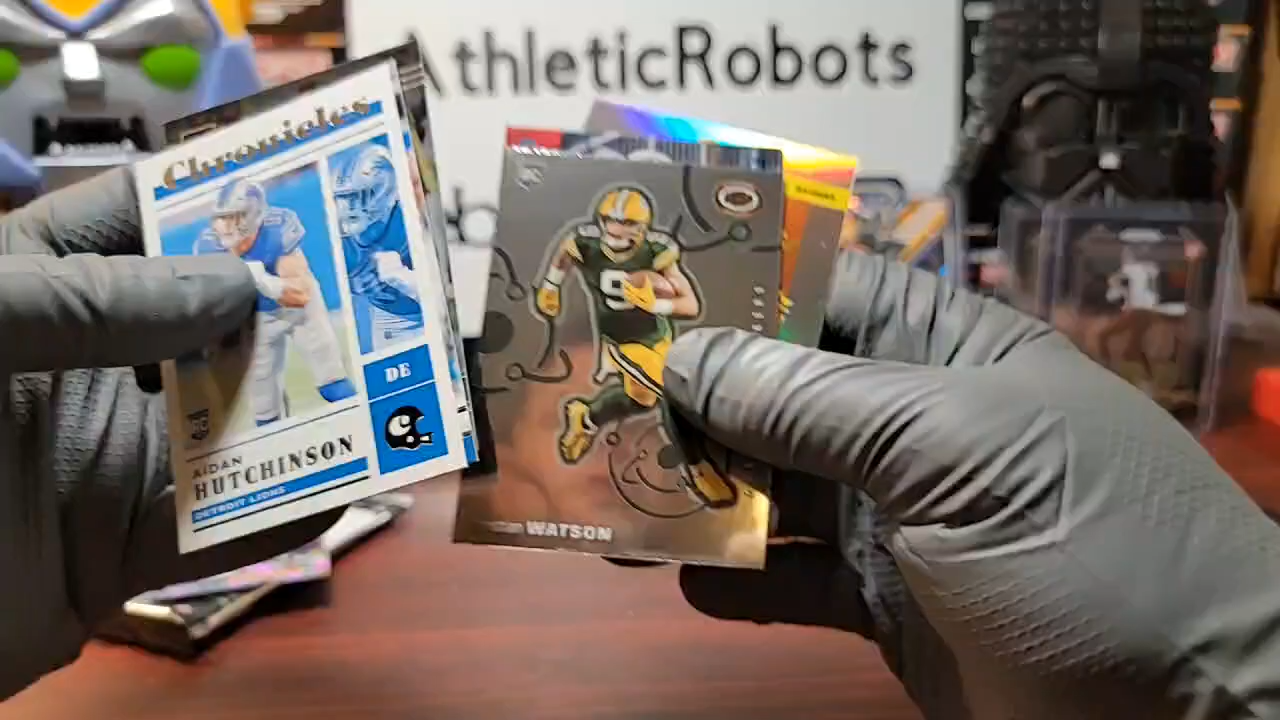 AthleticRobots
Chronicles
DE
AIDAN
HUTCHINSON
DETROIT LIONS
WATSON